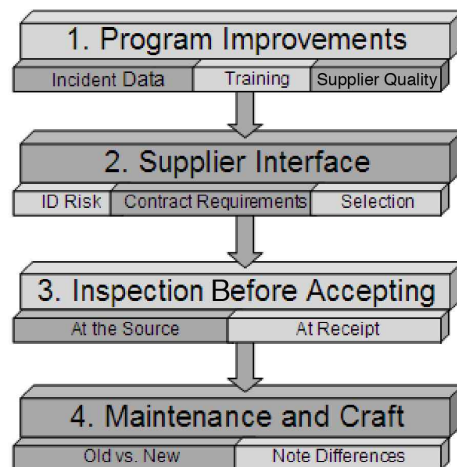 1. Program Improvements
Incident Data Training Supplier Quality
2. Supplier Interface
ID Risk Contract Requirements Selection
3. Inspection Before Accepting
At the Source At Receipt
4. Maintenance and Craft
Old vs. New Note Differences